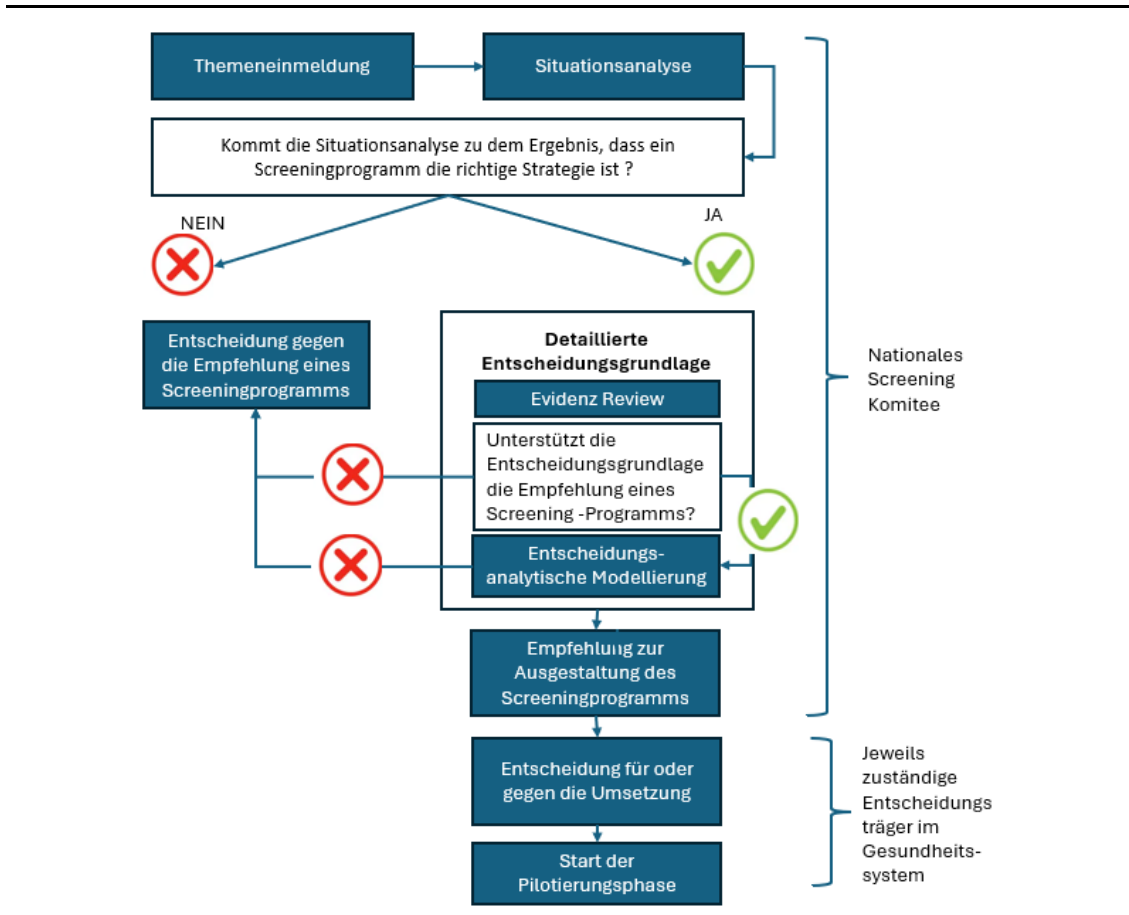 Themeneinmeldung
Situationsanalyse
Kommt die Situationsanalyse zu dem Ergebnis, dass ein
Screeningprogramm die richtige Strategie ist ?
NEIN
JA
Entscheidung gegen
die Empfehlung eines
Screeningprogramms
Detaillierte
Entscheidungsgrundlage
Evidenz Review
Unterstützt die
Entscheidungsgrundlage
die Empfehlung eines
Screening -Programms?
Entscheidungs-
analytische Modellierung
Empfehlung zur
Ausgestaltung des
Screeningprogramms
Nationales
Screening
Komitee
Entscheidung für oder
gegen die Umsetzung
Start der
Pilotierungsphase
Jeweils
zuständige
Entscheidungs
träger im
Gesundheits-
system